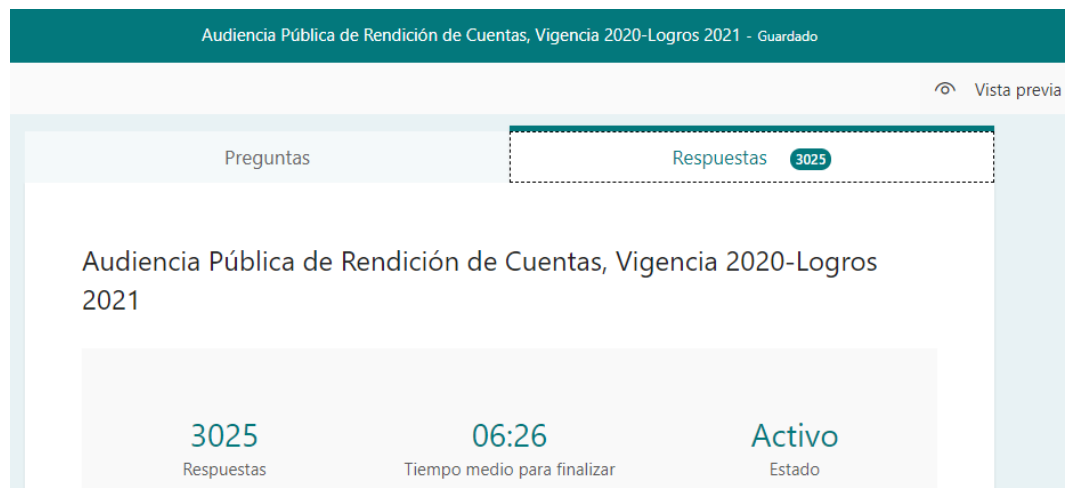 Audiencia Pública de Rendición de Cuentas, Vigencia 2020-Logros 2021 - Guardado
Vista previa
Preguntas
Respuestas 3025
Audiencia Pública de Rendición de Cuentas, Vigencia 2020-Logros
2021
3025 06:26 Activo
Respuestas Tiempo medio para finalizar Estado